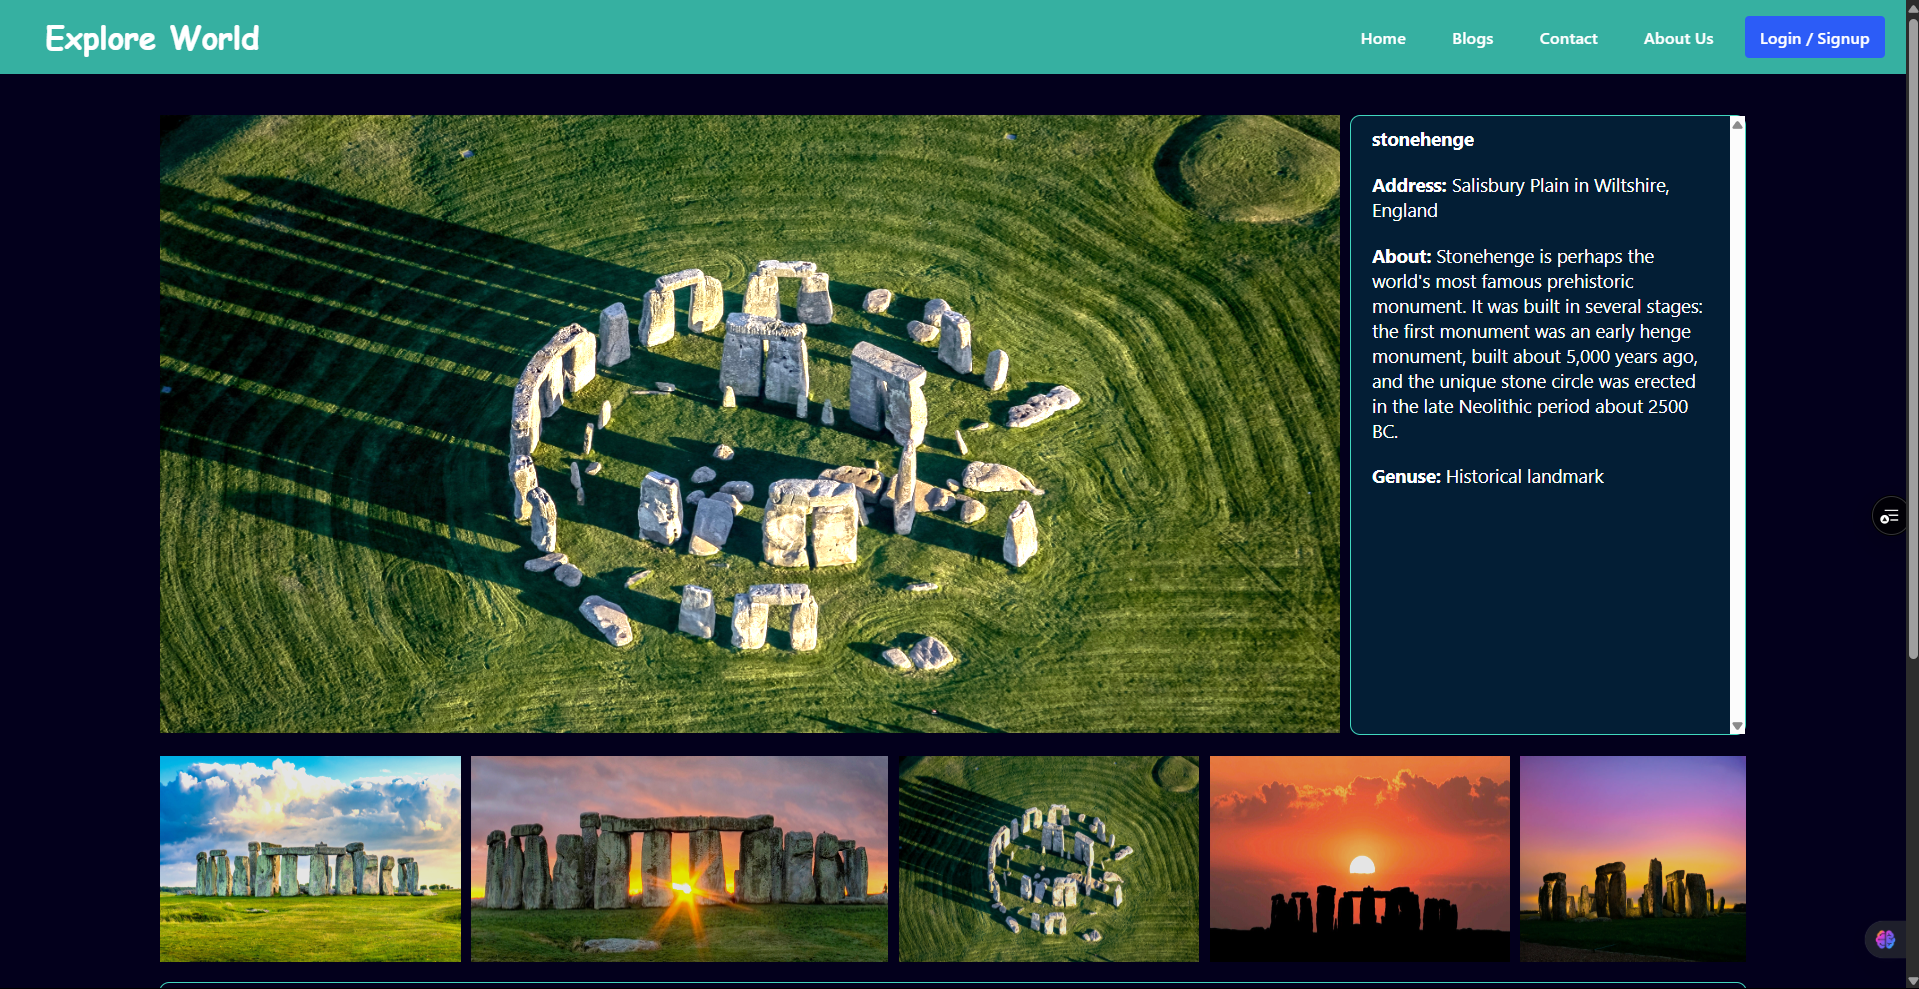 Explore World
Home
Blogs
Contact
About Us
Login / Signup
stonehenge
Address: Salisbury Plain in Wiltshire,
England
About: Stonehenge is perhaps the
world's most famous prehistoric
monument. It was built in several stages:
the first monument was an early henge
monument, built about 5,000 years ago,
and the unique stone circle was erected
in the late Neolithic period about 2500
BC.
Genuse: Historical landmark